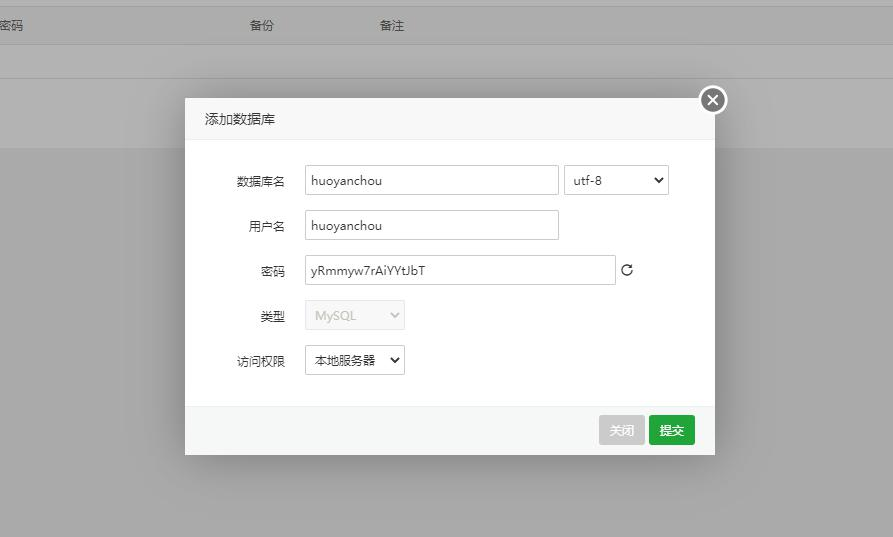 密码 备份 备注
添加数据库
数据库名 huoyanchou utf-8
用户名 huoyanchou
密码 yRmmyw7rAiYYtJbT
类型 MySQL
访问权限 本地服务器
关闭 提交